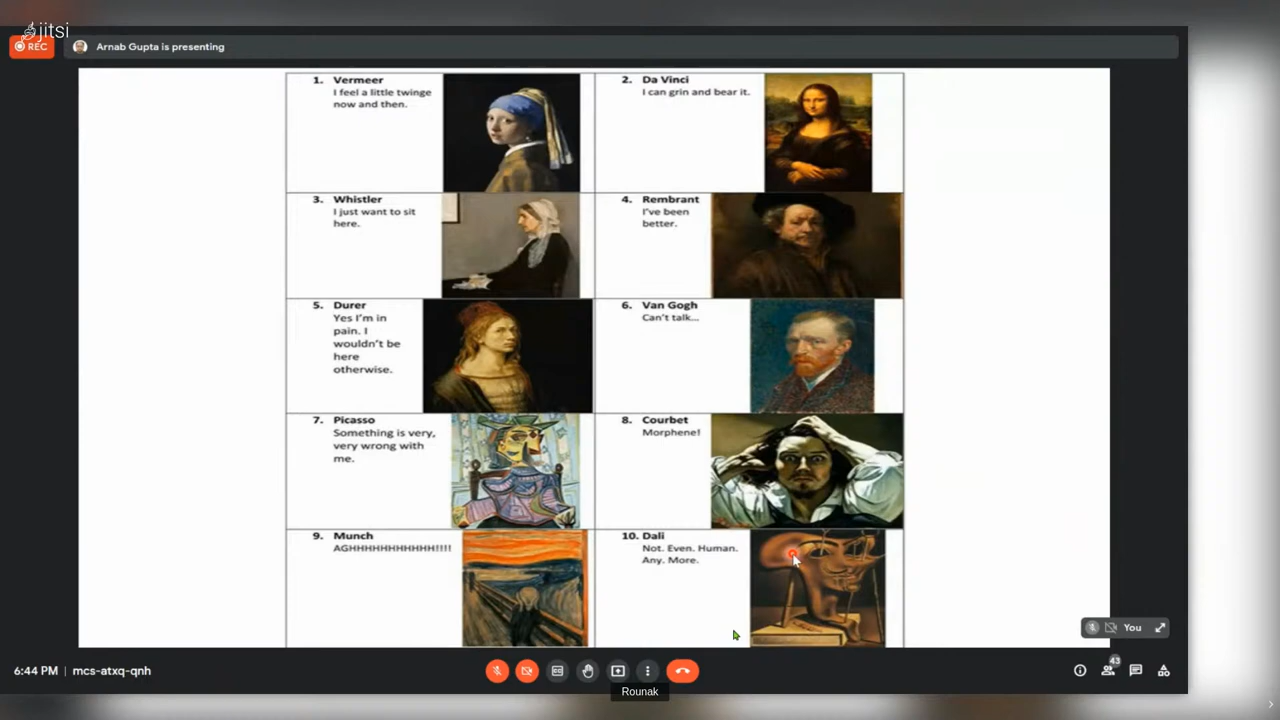 jitsi
REC
Arnab Gupta is presenting
1. Vermeer
I feel a little twinge
now and then.
2. Da Vinci
I can grin and bear it.
3. Whistler
I just want to sit
here.
4. Rembrant
I've been
better.
5. Durer
Yes I'm in
pain. I
wouldn't be
here
otherwise.
6. Van Gogh
Can't talk...
7. Picasso
Something is very,
very wrong with
me.
8. Courbet
Morphene!
9. Munch
AGHHHHHHHHHHH!!!!
10. Dali
Not. Even. Human.
Any. More.
You
6:44 PM | mcs-atxq-qnh
43
Rounak